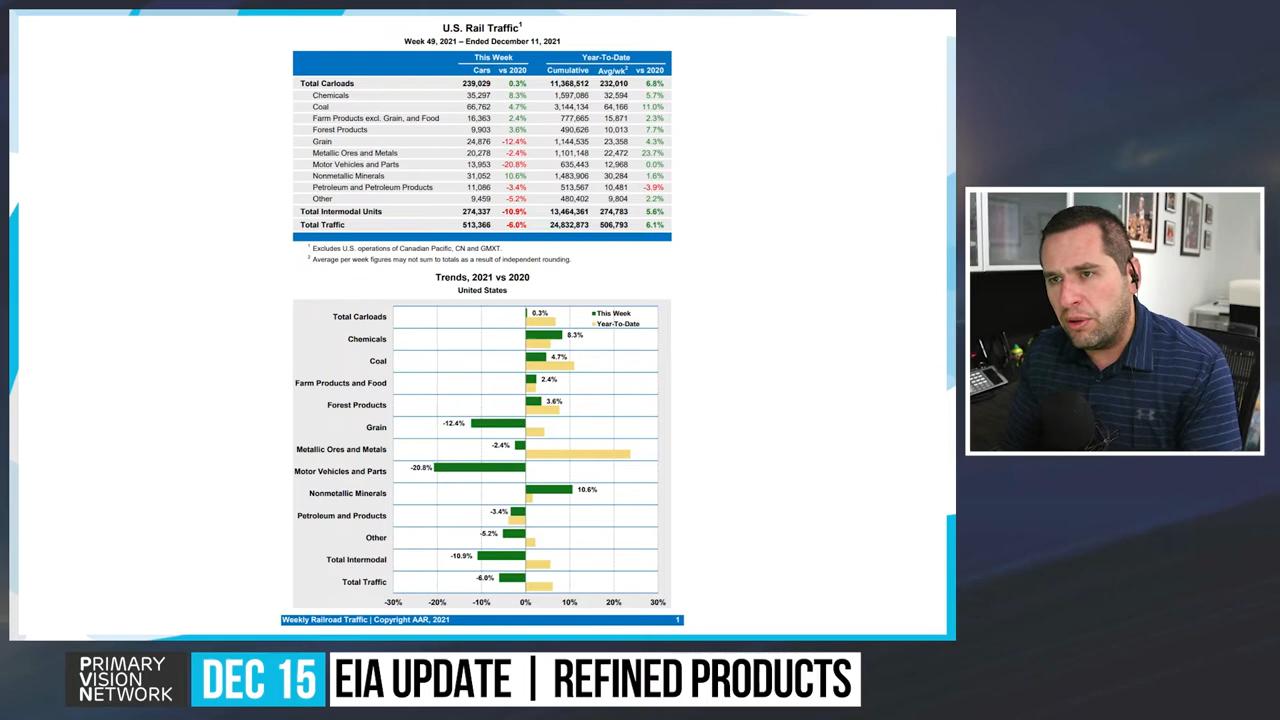 U.S. Rail Traffic1
Week 49, 2021 – Ended December 11, 2021
This Week Year-To-Date
Cars vs 2020 Cumulative Avg/wk2 vs 2020
Total Carloads 239,029 0.3% 11,368,512 232,010 6.8%
Chemicals 35,297 8.3% 1,597,086 32,594 5.7%
Coal 66,762 4.7% 3,144,134 64,166 11.0%
Farm Products excl. Grain, and Food 16,363 2.4% 777,665 15,871 2.3%
Forest Products 9,903 3.6% 490,626 10,013 7.7%
Grain 24,876 -12.4% 1,144,535 23,358 4.3%
Metallic Ores and Metals 20,278 -2.4% 1,101,148 22,472 23.7%
Motor Vehicles and Parts 13,953 -20.8% 635,443 12,968 0.0%
Nonmetallic Minerals 31,052 10.6% 1,483,906 30,284 1.6%
Petroleum and Petroleum Products 11,086 -3.4% 513,567 10,481 -3.9%
Other 9,459 -5.2% 480,402 9,804 2.2%
Total Intermodal Units 274,337 -10.9% 13,464,361 274,783 5.6%
Total Traffic 513,366 -6.0% 24,832,873 506,793 6.1%
1 Excludes U.S. operations of Canadian Pacific, CN and GMXT.
2 Average per week figures may not sum to totals as a result of independent rounding.
Trends, 2021 vs 2020
United States
This Week
Year-To-Date
Total Carloads 0.3%
Chemicals 8.3%
Coal 4.7%
Farm Products and Food 2.4%
Forest Products 3.6%
Grain -12.4%
Metallic Ores and Metals -2.4%
Motor Vehicles and Parts -20.8%
Nonmetallic Minerals 10.6%
Petroleum and Products -3.4%
Other -5.2%
Total Intermodal -10.9%
Total Traffic -6.0%
-30% -20% -10% 0% 10% 20% 30%
Weekly Railroad Traffic | Copyright AAR, 2021 1
PRIMARY
VISION
NETWORK
DEC 15
EIA UPDATE | REFINED PRODUCTS